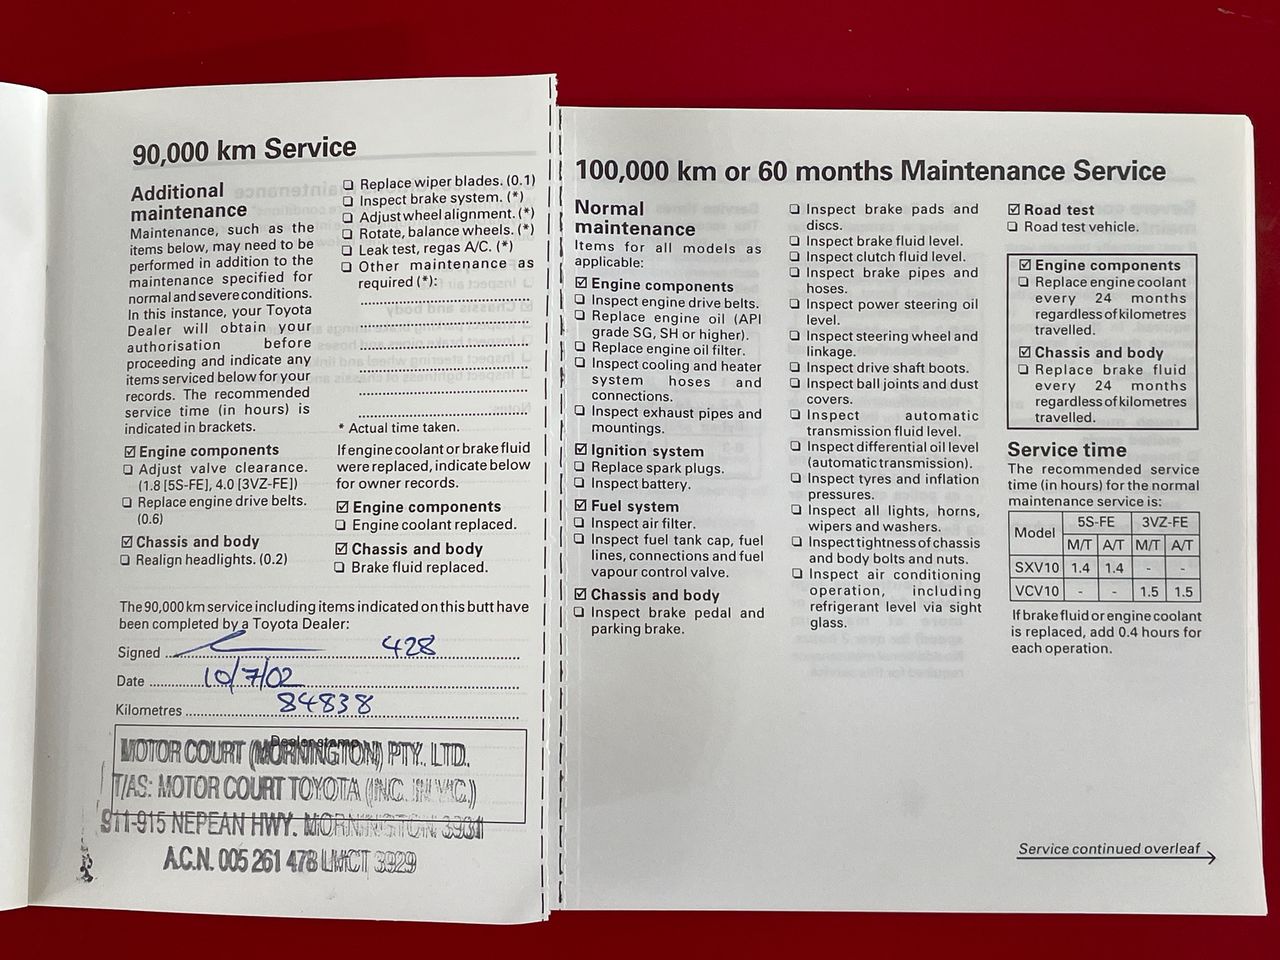 90,000 km Service
Additional
maintenance
Maintenance, such as the
items below, may need to be
performed in addition to the
maintenance specified for
normal and severe conditions.
In this instance, your Toyota
Dealer will obtain your
authorisation before
proceeding and indicate any
items serviced below for your
records. The recommended
service time (in hours) is
indicated in brackets.
☑ Engine components
❑ Adjust valve clearance.
(1.8 [5S-FE], 4.0 [3VZ-FE])
❑ Replace engine drive belts.
(0.6)
☑ Chassis and body
❑ Realign headlights. (0.2)
❑ Replace wiper blades. (0.1)
❑ Inspect brake system. (*)
❑ Adjust wheel alignment. (*)
❑ Rotate, balance wheels. (*)
❑ Leak test, regas A/C. (*)
❑ Other maintenance as
required (*):
* Actual time taken.
If engine coolant or brake fluid
were replaced, indicate below
for owner records.
☑ Engine components
❑ Engine coolant replaced.
☑ Chassis and body
❑ Brake fluid replaced.
The 90,000 km service including items indicated on this butt have
been completed by a Toyota Dealer:
Signed 428
Date 10/7/02
Kilometres 84838
Dealer stamp
MOTOR COURT (MORNINGTON) PTY. LTD.
T/AS: MOTOR COURT TOYOTA (INC. IN VIC.)
911-915 NEPEAN HWY. MORNINGTON 3931
A.C.N. 005 261 478 LMCT 3929
100,000 km or 60 months Maintenance Service
Normal
maintenance
Items for all models as
applicable:
☑ Engine components
❑ Inspect engine drive belts.
❑ Replace engine oil (API
grade SG, SH or higher).
❑ Replace engine oil filter.
❑ Inspect cooling and heater
system hoses and
connections.
❑ Inspect exhaust pipes and
mountings.
☑ Ignition system
❑ Replace spark plugs.
❑ Inspect battery.
☑ Fuel system
❑ Inspect air filter.
❑ Inspect fuel tank cap, fuel
lines, connections and fuel
vapour control valve.
☑ Chassis and body
❑ Inspect brake pedal and
parking brake.
❑ Inspect brake pads and
discs.
❑ Inspect brake fluid level.
❑ Inspect clutch fluid level.
❑ Inspect brake pipes and
hoses.
❑ Inspect power steering oil
level.
❑ Inspect steering wheel and
linkage.
❑ Inspect drive shaft boots.
❑ Inspect ball joints and dust
covers.
❑ Inspect automatic
transmission fluid level.
❑ Inspect differential oil level
(automatic transmission).
❑ Inspect tyres and inflation
pressures.
❑ Inspect all lights, horns,
wipers and washers.
❑ Inspect tightness of chassis
and body bolts and nuts.
❑ Inspect air conditioning
operation, including
refrigerant level via sight
glass.
☑ Road test
❑ Road test vehicle.
☑ Engine components
❑ Replace engine coolant
every 24 months
regardless of kilometres
travelled.
☑ Chassis and body
❑ Replace brake fluid
every 24 months
regardless of kilometres
travelled.
Service time
The recommended service
time (in hours) for the normal
maintenance service is:
Model 5S-FE 3VZ-FE
M/T A/T M/T A/T
SXV10 1.4 1.4 - -
VCV10 - - 1.5 1.5
If brake fluid or engine coolant
is replaced, add 0.4 hours for
each operation.
Service continued overleaf